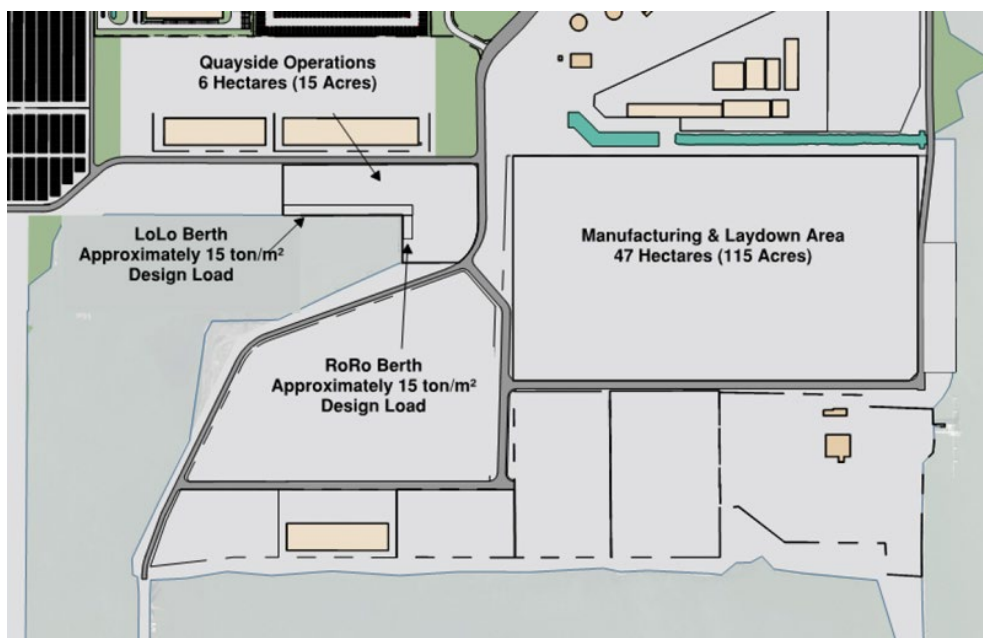 Quayside Operations
6 Hectares (15 Acres)
LoLo Berth
Approximately 15 ton/m²
Design Load
Manufacturing & Laydown Area
47 Hectares (115 Acres)
RoRo Berth
Approximately 15 ton/m²
Design Load